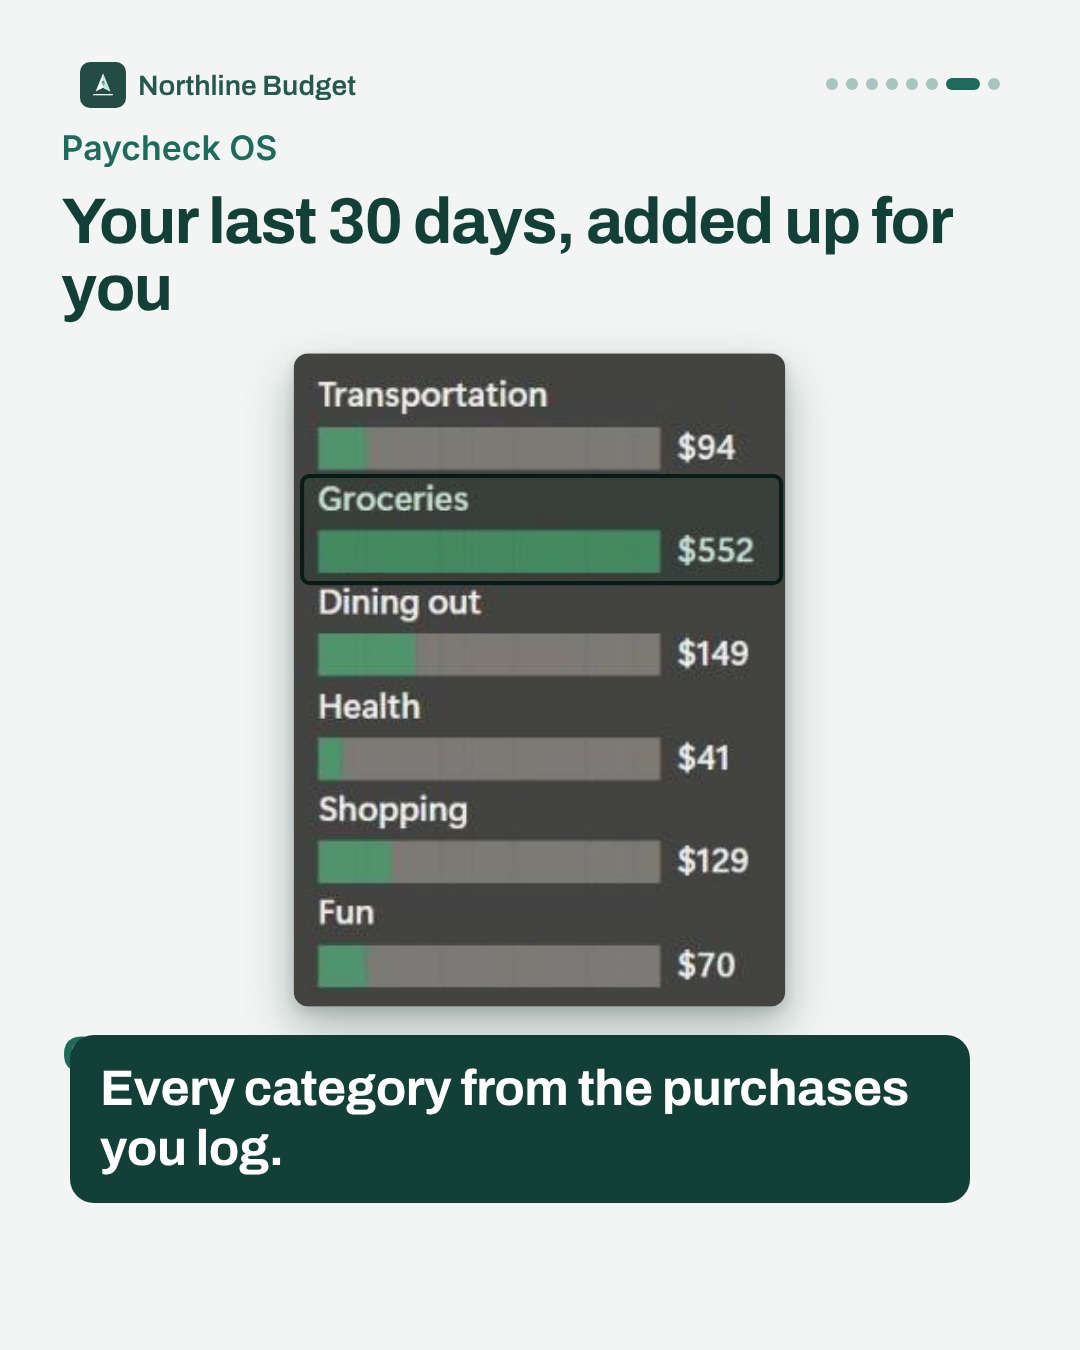 Northline Budget
Paycheck OS
Your last 30 days, added up for
you
Transportation
$94
Groceries
$552
Dining out
$149
Health
$41
Shopping
$129
Fun
$70
Every category from the purchases
you log.